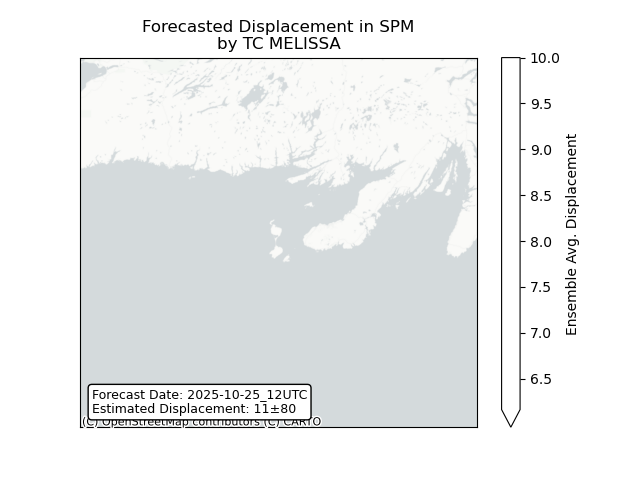 Forecasted Displacement in SPM
by TC MELISSA
10.0
9.5
9.0
8.5
8.0
7.5
7.0
6.5
Ensemble Avg. Displacement
Forecast Date: 2025-10-25_12UTC
Estimated Displacement: 11±80
(C) OpenStreetMap contributors (C) CARTO